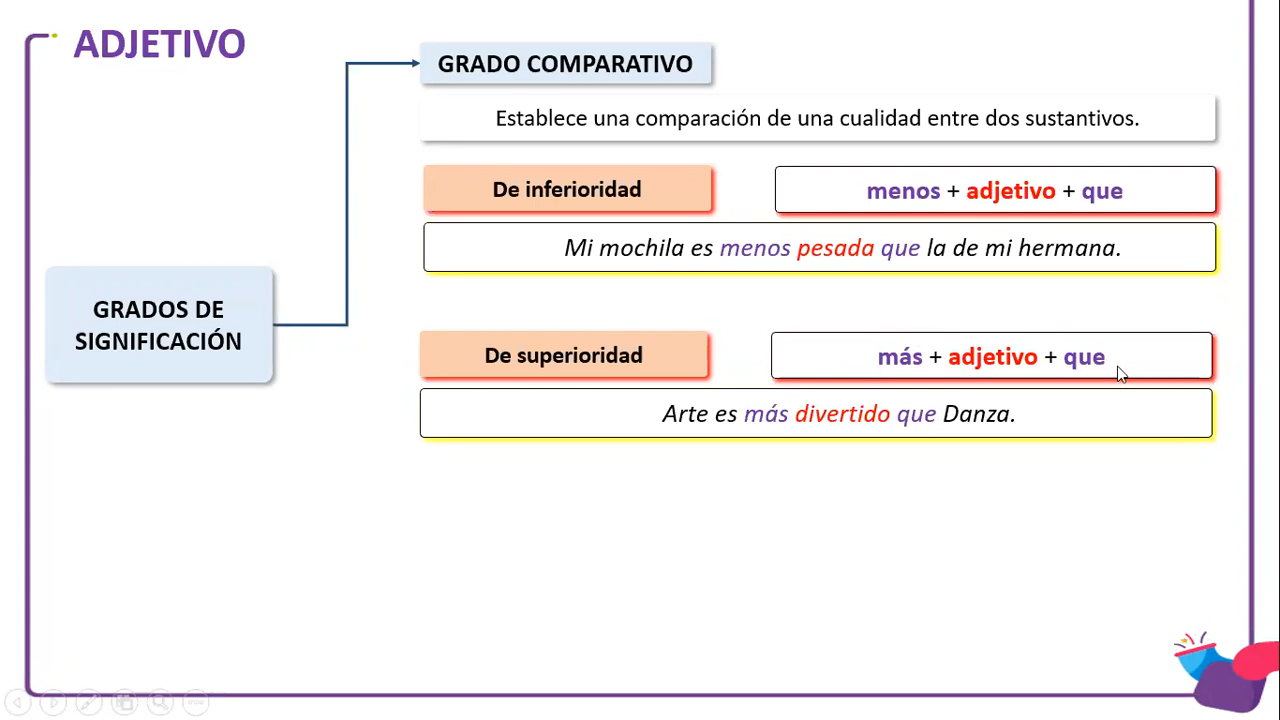 ADJETIVO
GRADO COMPARATIVO
Establece una comparación de una cualidad entre dos sustantivos.
De inferioridad
menos + adjetivo + que
Mi mochila es menos pesada que la de mi hermana.
GRADOS DE
SIGNIFICACIÓN
De superioridad
más + adjetivo + que
Arte es más divertido que Danza.